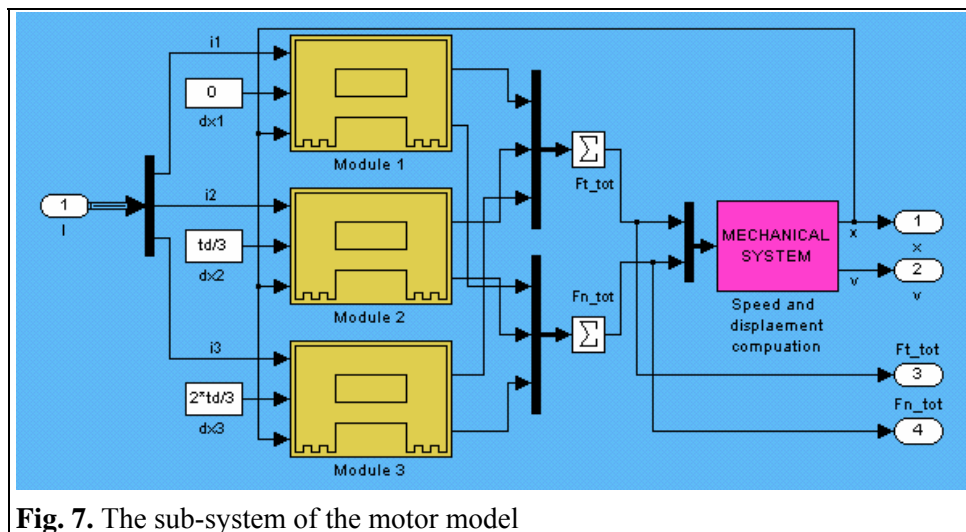 i1
0
dx1
Module 1
1
I
i2
td/3
dx2
Module 2
i3
2*td/3
dx3
Module 3
Σ
Ft_tot
Fn_tot
Σ
MECHANICAL
SYSTEM
x
v
Speed and
displaement
compuation
1
x
2
v
Ft_tot
3
Fn_tot
4
Fig. 7. The sub-system of the motor model